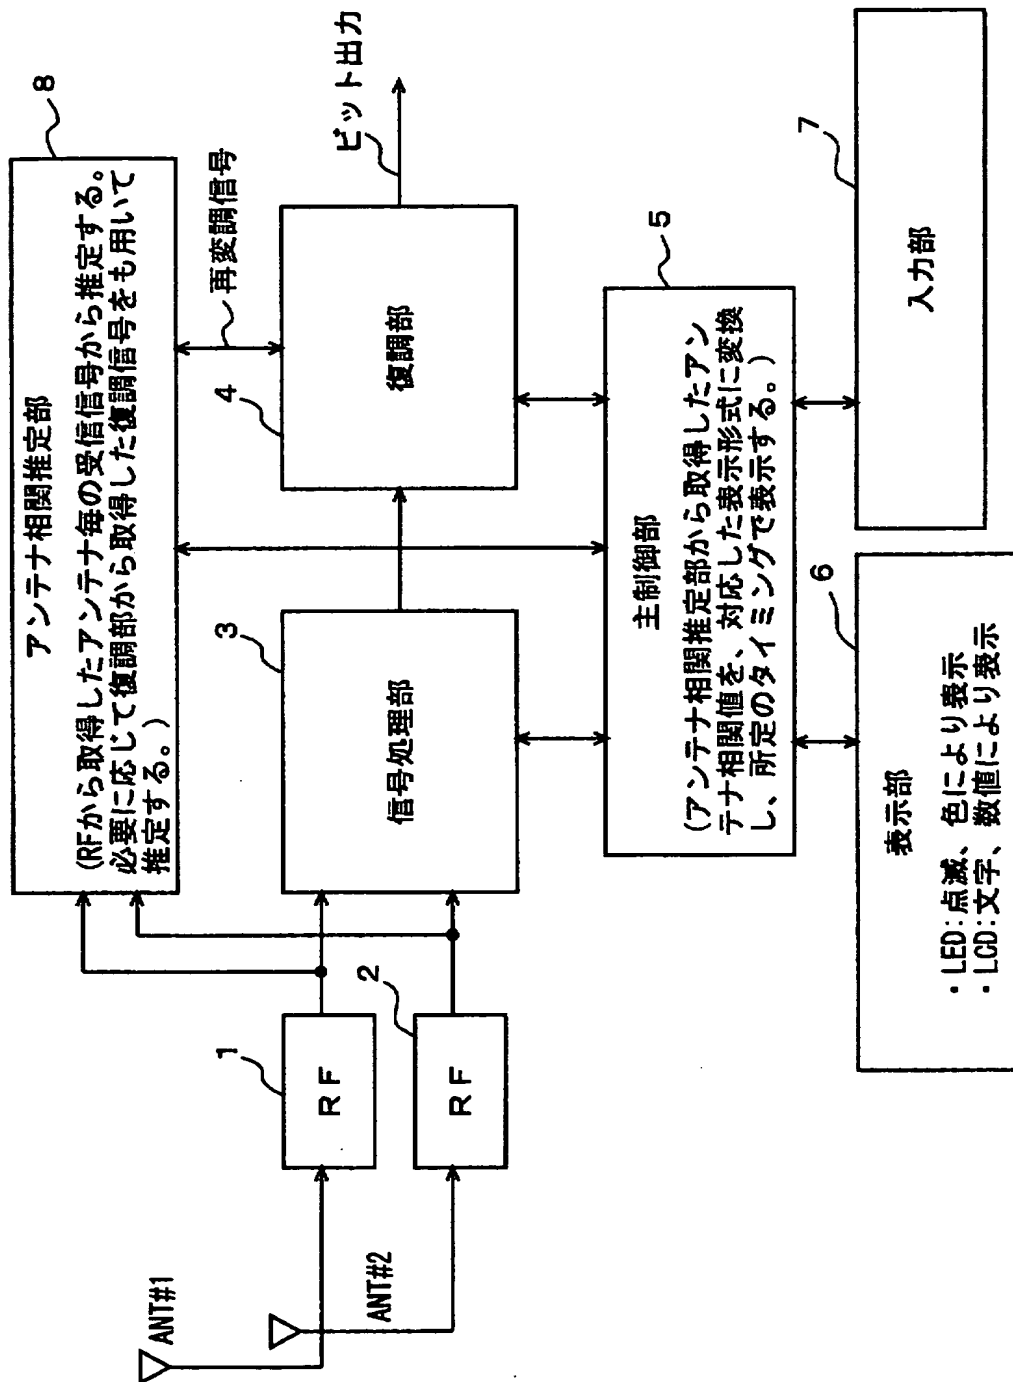 アンテナ相関推定部
(RFから取得したアンテナ毎の受信信号から推定する。
必要に応じて復調部から取得した復調信号をも用いて
推定する。)
8
ANT#1
ANT#2
1
RF
2
RF
3
信号処理部
4
復調部
再変調信号
ビット出力
5
主制御部
(アンテナ相関推定部から取得したアン
テナ相関値を、対応した表示形式に変換
し、所定のタイミングで表示する。)
6
表示部
・LED:点滅、色により表示
・LCD:文字、数値により表示
7
入力部